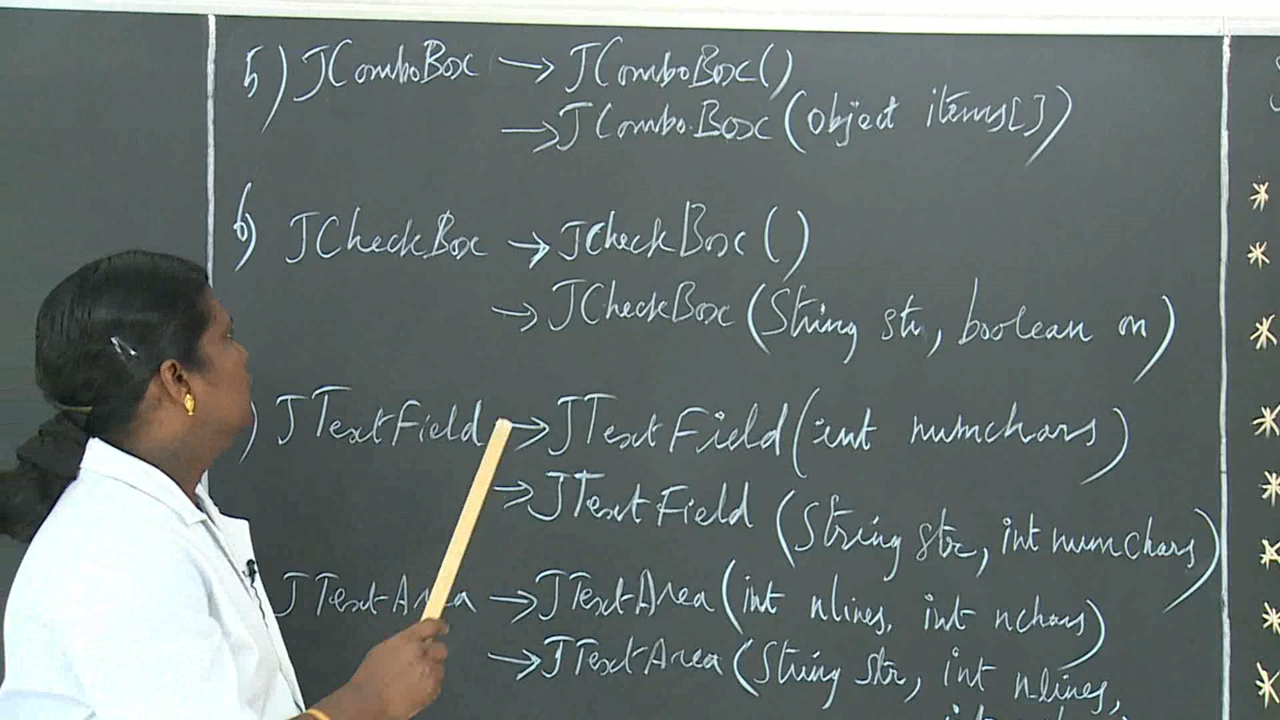 5) JComboBox → JComboBox()
→ JComboBox (Object items[])
6) JCheckBox → JCheckBox ()
→ JCheckBox (String str, boolean on)
) JTextField → JTextField (int numchars)
→ JTextField (String str, int numchars)
JTextArea → JTextArea (int nlines, int nchars)
→ JTextArea (String str, int nlines,